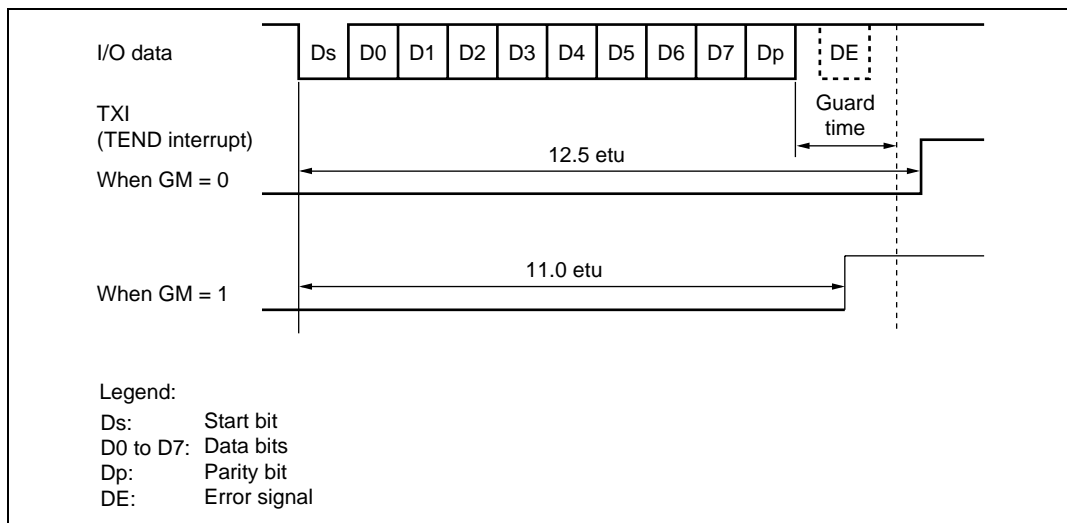 I/O data
Ds D0 D1 D2 D3 D4 D5 D6 D7 Dp DE
Guard
time
TXI
(TEND interrupt)
12.5 etu
When GM = 0
11.0 etu
When GM = 1
Legend:
Ds: Start bit
D0 to D7: Data bits
Dp: Parity bit
DE: Error signal